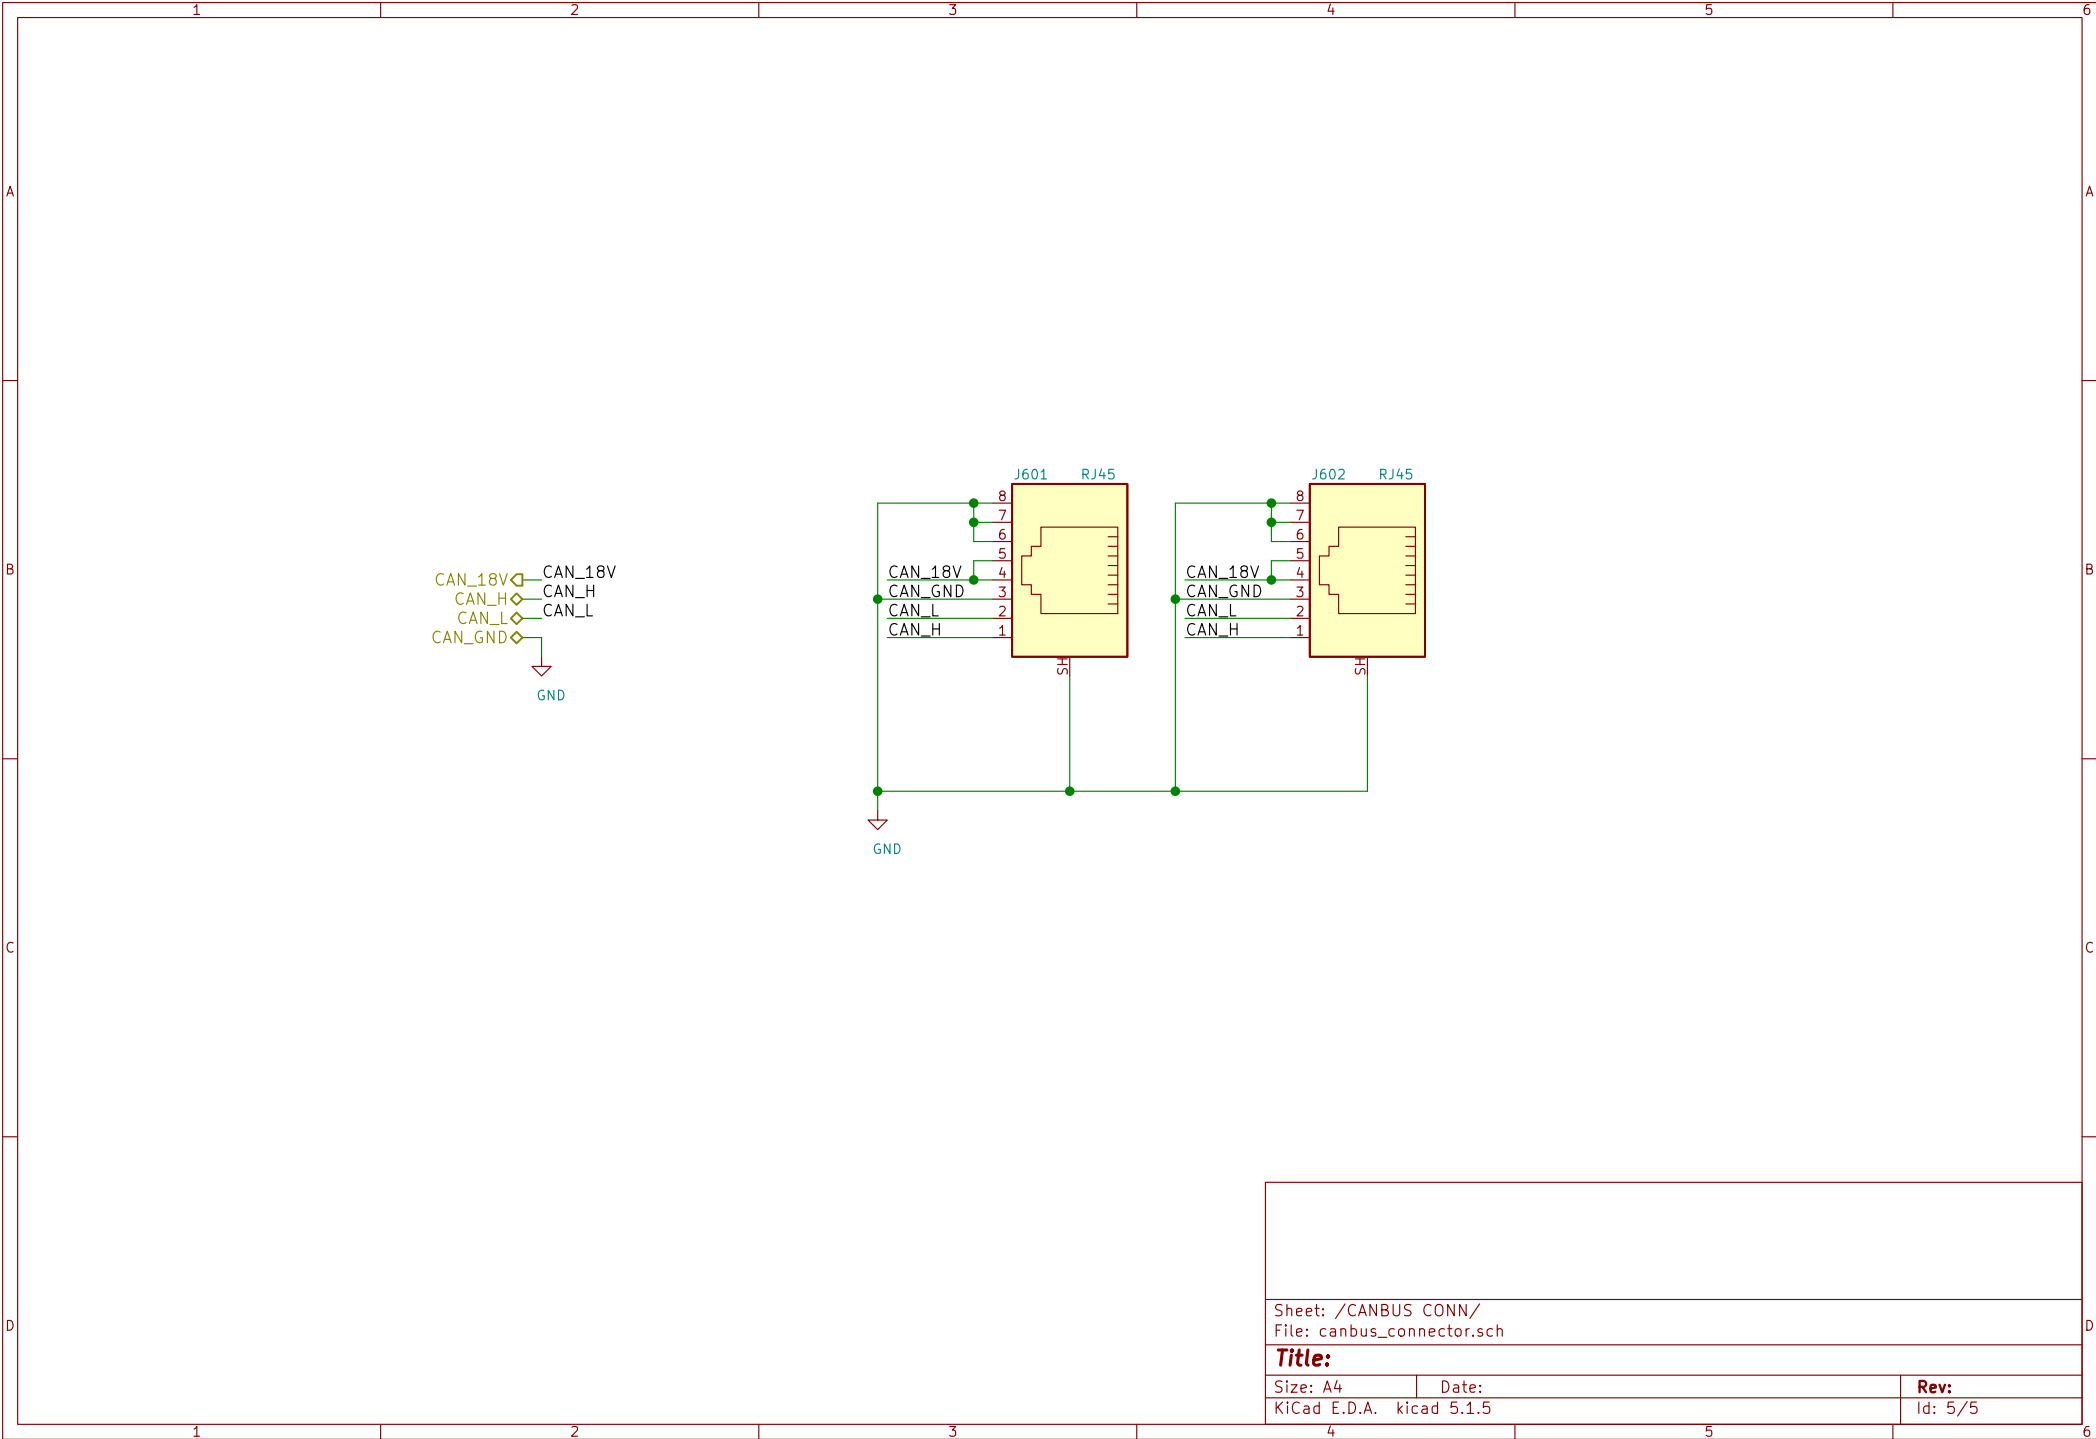 1 2 3 4 5 6
A A
J601 RJ45
8
7
6
5
4
3
2
1
SH
CAN_18V
CAN_GND
CAN_L
CAN_H
J602 RJ45
8
7
6
5
4
3
2
1
SH
CAN_18V
CAN_GND
CAN_L
CAN_H
B B
CAN_18V CAN_18V
CAN_H CAN_H
CAN_L CAN_L
CAN_GND
GND
GND
C C
D D
Sheet: /CANBUS CONN/
File: canbus_connector.sch
Title:
Size: A4 Date: Rev:
KiCad E.D.A. kicad 5.1.5 Id: 5/5
1 2 3 4 5 6